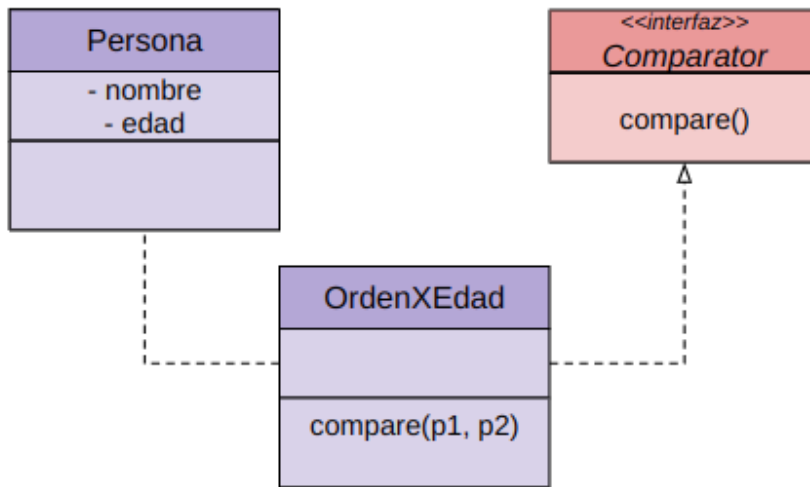 Persona
- nombre
- edad
<<interfaz>>
Comparator
compare()
OrdenXEdad
compare(p1, p2)